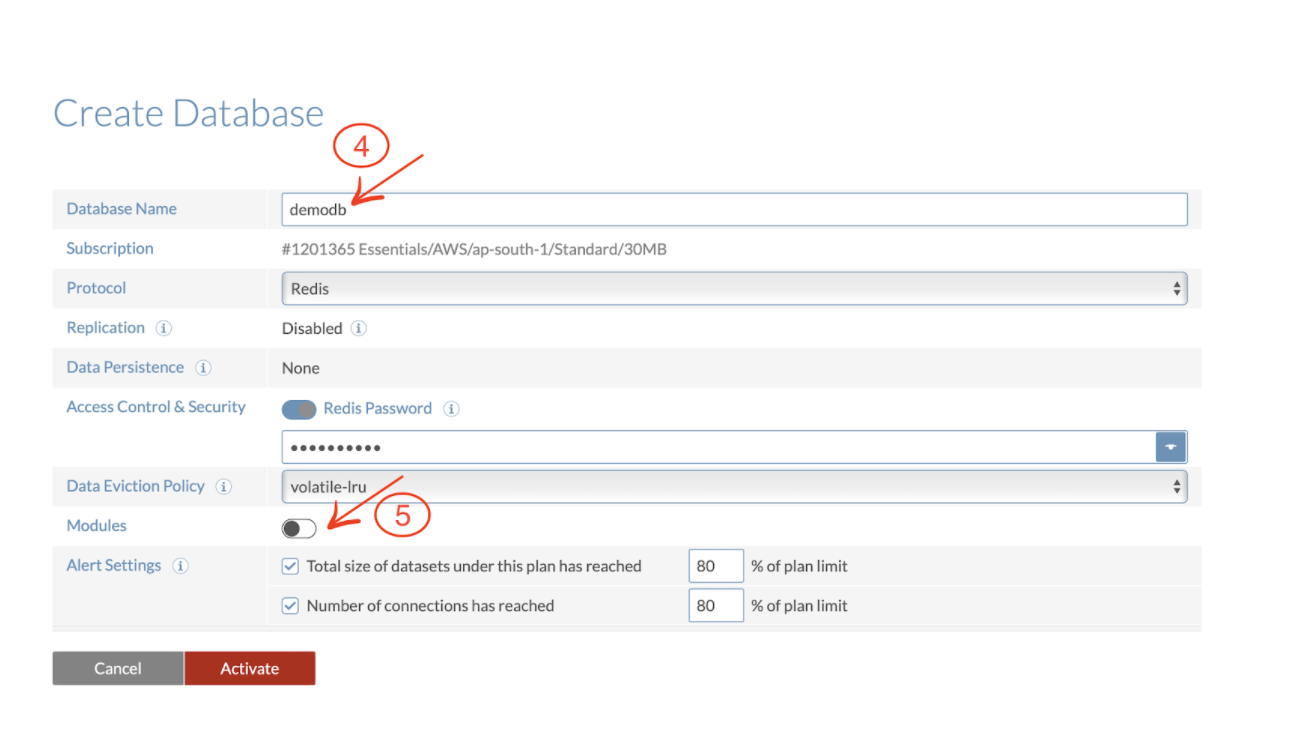 Create Database
4
Database Name demodb
Subscription #1201365 Essentials/AWS/ap-south-1/Standard/30MB
Protocol Redis
Replication i Disabled i
Data Persistence i None
Access Control & Security Redis Password i
••••••••••
Data Eviction Policy i volatile-lru
5
Modules
Alert Settings i Total size of datasets under this plan has reached 80 % of plan limit
Number of connections has reached 80 % of plan limit
Cancel Activate